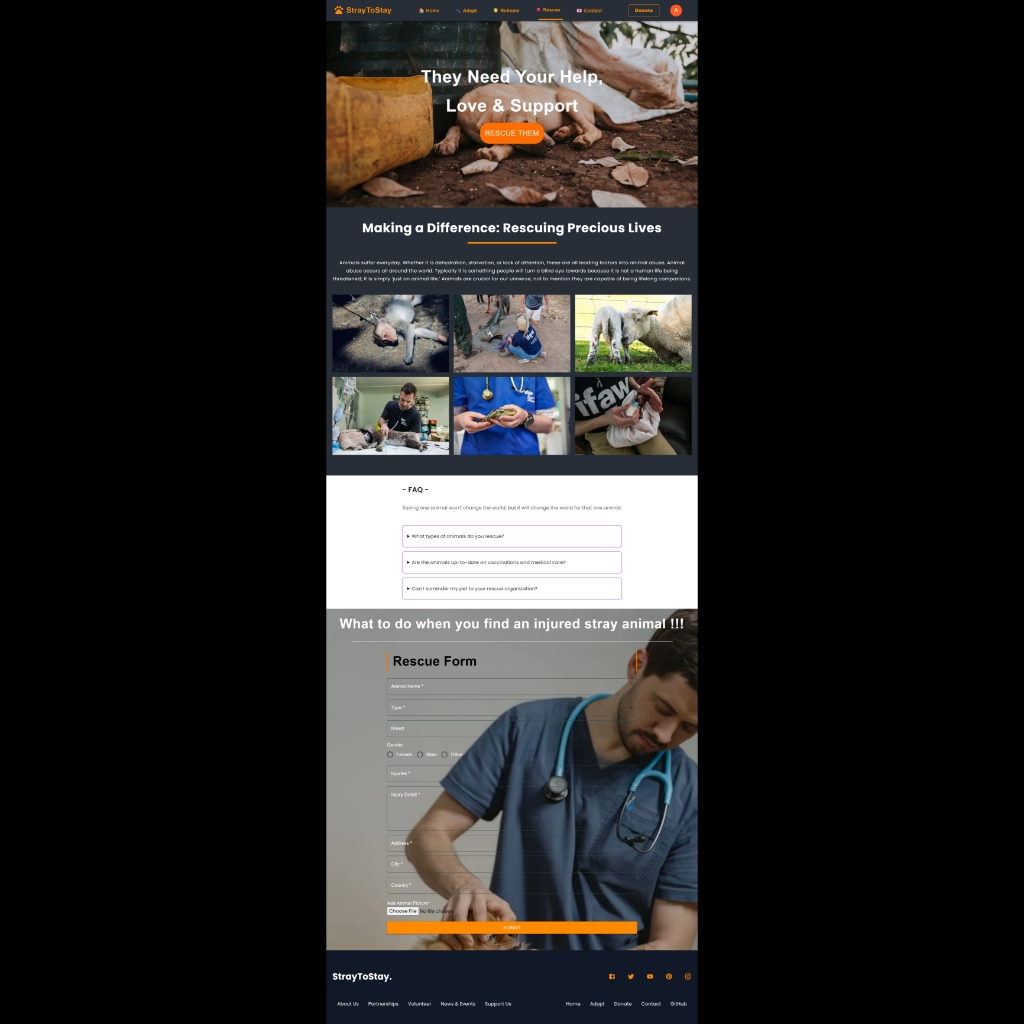 StrayToStay
Home
Adopt
Rehome
Rescue
Contact
Donate
A
They Need Your Help,
Love & Support
RESCUE THEM
Making a Difference: Rescuing Precious Lives
Animals suffer everyday. Whether it is dehydration, starvation, or lack of attention, these are all leading factors into animal abuse. Animal
abuse occurs all around the world. Typically it is something people will turn a blind eye towards because it is not a human life being
threatened; it is simply 'just an animal life.' Animals are crucial for our universe, not to mention they are capable of being lifelong companions.
ifaw
- FAQ -
Saving one animal won't change the world, but it will change the world for that one animal.
▸ What types of animals do you rescue?
▸ Are the animals up-to-date on vaccinations and medical care?
▸ Can I surrender my pet to your rescue organization?
What to do when you find an injured stray animal !!!
Rescue Form
Animal Name *
Type *
Breed
Gender
Female
Male
Other
Injuries *
Injury Detail *
Address *
City *
Country *
Add Animal Picture*
Choose File No file chosen
SUBMIT
StrayToStay.
About Us
Partnerships
Volunteer
News & Events
Support Us
Home
Adopt
Donate
Contact
GitHub